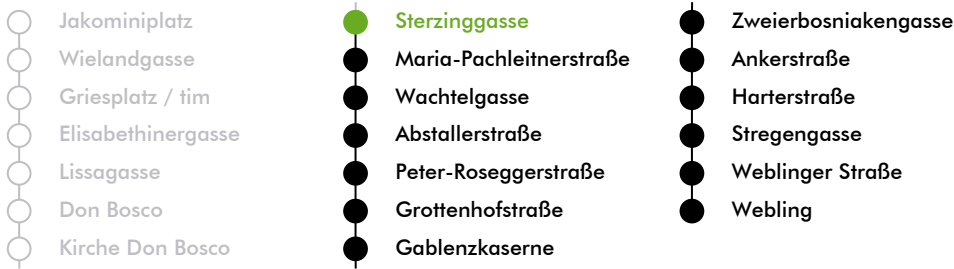 Jakominiplatz
Wielandgasse
Griesplatz / tim
Elisabethinergasse
Lissagasse
Don Bosco
Kirche Don Bosco
Sterzinggasse
Maria-Pachleitnerstraße
Wachtelgasse
Abstallerstraße
Peter-Roseggerstraße
Grottenhofstraße
Gablenzkaserne
Zweierbosniakengasse
Ankerstraße
Harterstraße
Stregengasse
Weblinger Straße
Webling